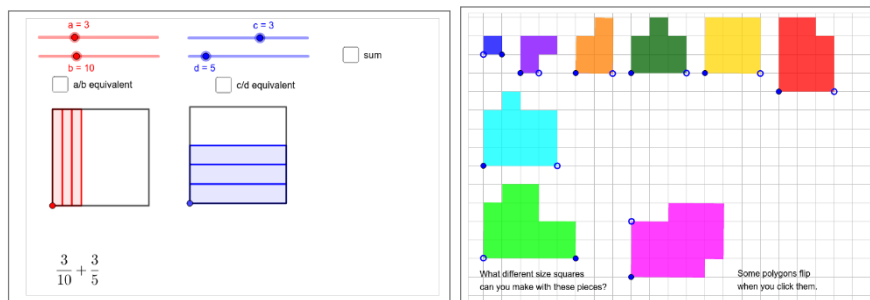 a = 3
c = 3
b = 10
d = 5
sum
a/b equivalent
c/d equivalent
3/10 + 3/5
What different size squares
can you make with these pieces?
Some polygons flip
when you click them.